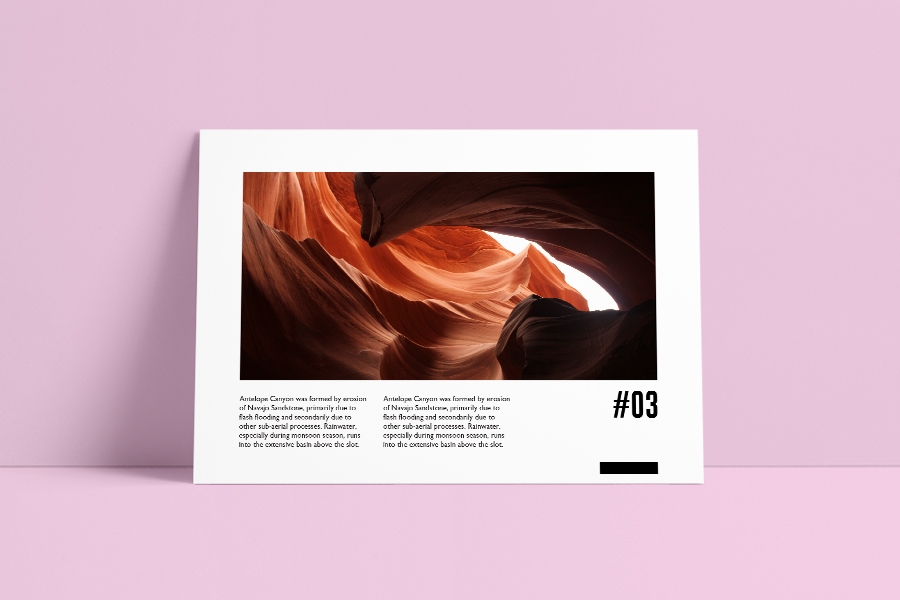 Antelope Canyon was formed by erosion
of Navajo Sandstone, primarily due to
flash flooding and secondarily due to
other sub-aerial processes. Rainwater,
especially during monsoon season, runs
into the extensive basin above the slot.
Antelope Canyon was formed by erosion
of Navajo Sandstone, primarily due to
flash flooding and secondarily due to
other sub-aerial processes. Rainwater,
especially during monsoon season, runs
into the extensive basin above the slot.
#03